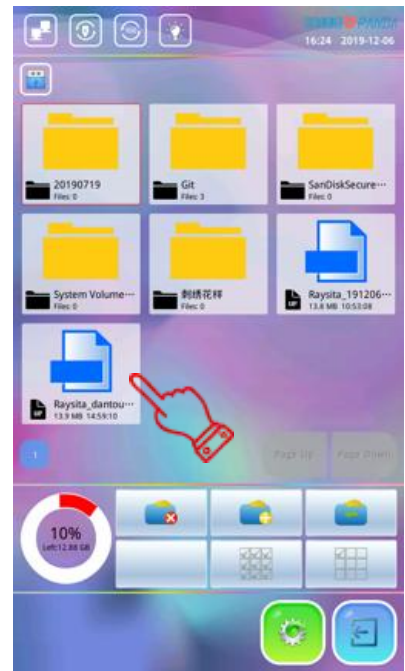 PANDA
16:24 2019-12-06
20190719
Files: 0
Git
Files: 3
SanDiskSecure···
Files: 0
System Volume···
Files: 0
刺绣花样
Files: 0
Raysita_191206···
13.8 MB 10:53:08
Raysita_dantou···
13.9 MB 14:59:10
1
Page Up
Page Down
10%
Left:12.88 GB